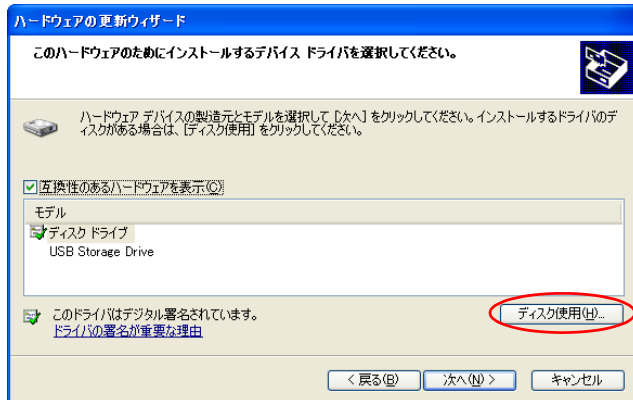 ハードウェアの更新ウィザード
このハードウェアのためにインストールするデバイス ドライバを選択してください。
ハードウェア デバイスの製造元とモデルを選択して [次へ] をクリックしてください。インストールするドライバのデ
ィスクがある場合は、[ディスク使用] をクリックしてください。
互換性のあるハードウェアを表示(C)
モデル
ディスク ドライブ
USB Storage Drive
このドライバはデジタル署名されています。
ドライバの署名が重要な理由
ディスク使用(H)...
< 戻る(B)
次へ(N) >
キャンセル